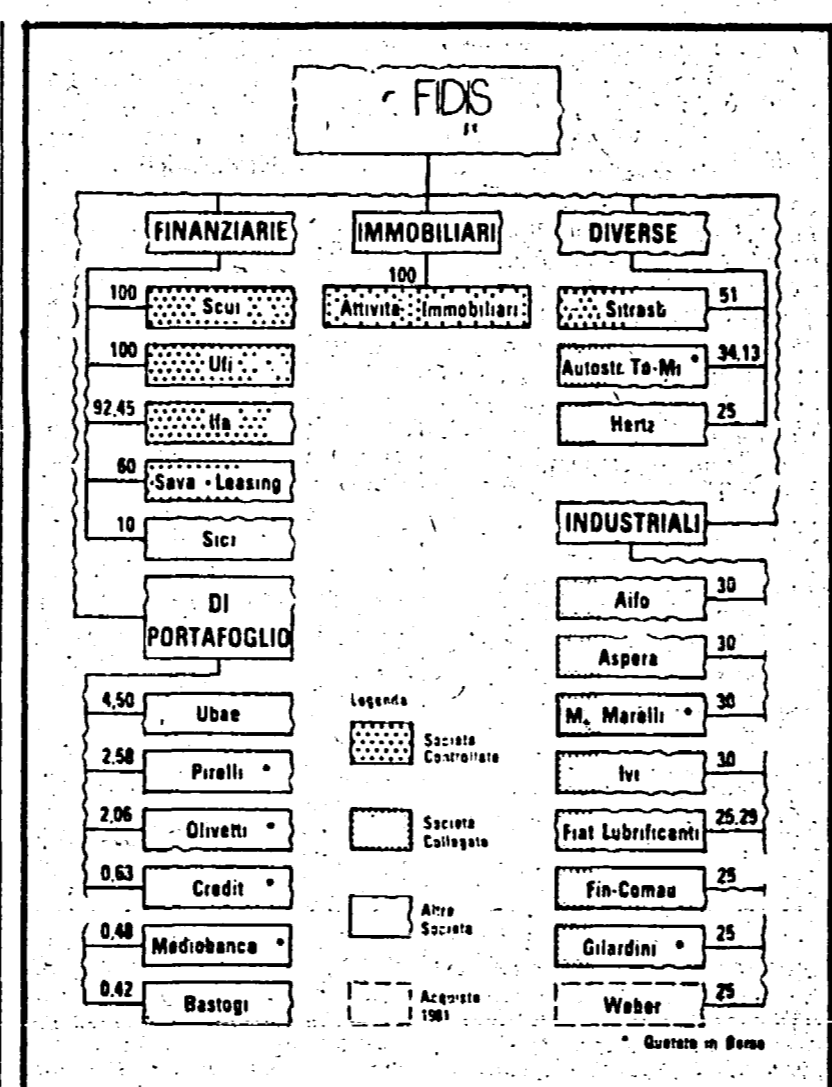 FIDIS
FINANZIARIE
100 Scui
100 Ufi
92,45 Ifa
60 Sava - Leasing
10 Sici
IMMOBILIARI
100
Attività Immobiliari
DIVERSE
Sitrasb 51
Autostr. To-Mi * 34,13
Hertz 25
INDUSTRIALI
Aifo 30
Aspera 30
M. Marelli * 30
Ivi 30
Fiat Lubrificanti 25,29
Fin-Comau 25
Gilardini * 25
Weber 25
DI
PORTAFOGLIO
4,50 Ubae
2,58 Pirelli *
2,06 Olivetti *
0,63 Credit *
0,48 Mediobanca *
0,42 Bastogi
Legenda
Società
Controllate
Società
Collegate
Altre
Società
Acquisto
1981
* Quotate in Borsa